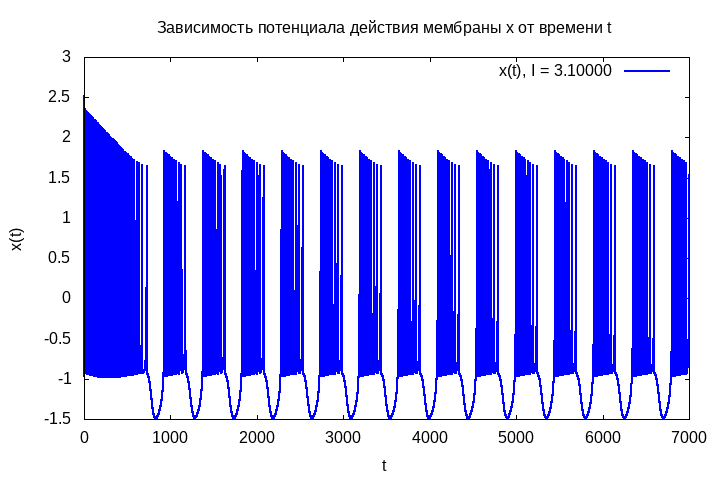 Зависимость потенциала действия мембраны x от времени t
x(t), I = 3.10000
3
2.5
2
1.5
1
0.5
0
-0.5
-1
-1.5
x(t)
0 1000 2000 3000 4000 5000 6000 7000
t